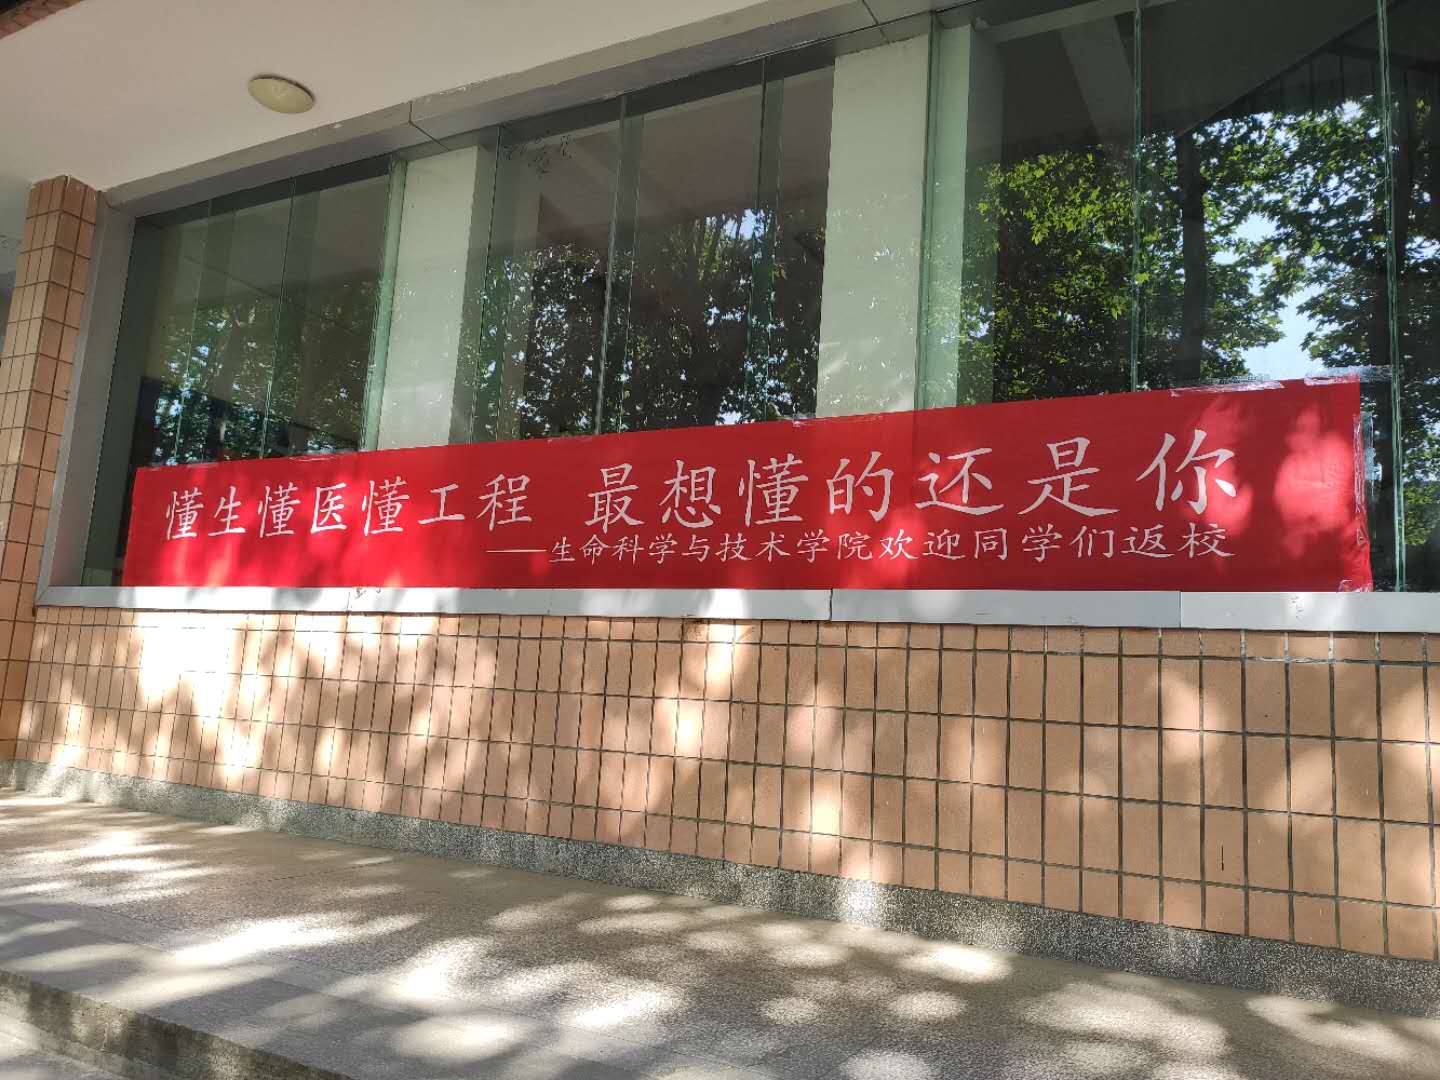 懂生懂医懂工程 最想懂的还是你
——生命科学与技术学院欢迎同学们返校